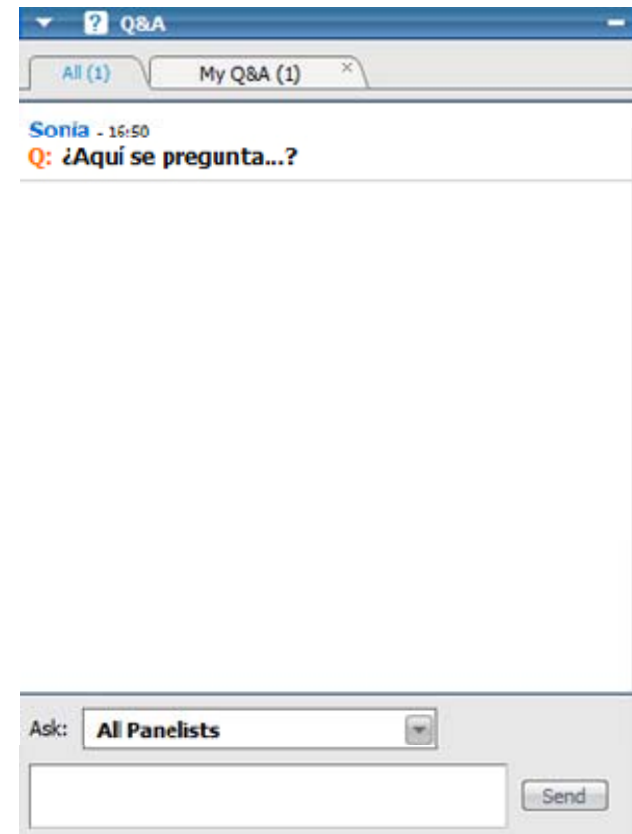 Q&A
All (1) My Q&A (1)
Sonia - 16:50
Q: ¿Aquí se pregunta...?
Ask: All Panelists
Send